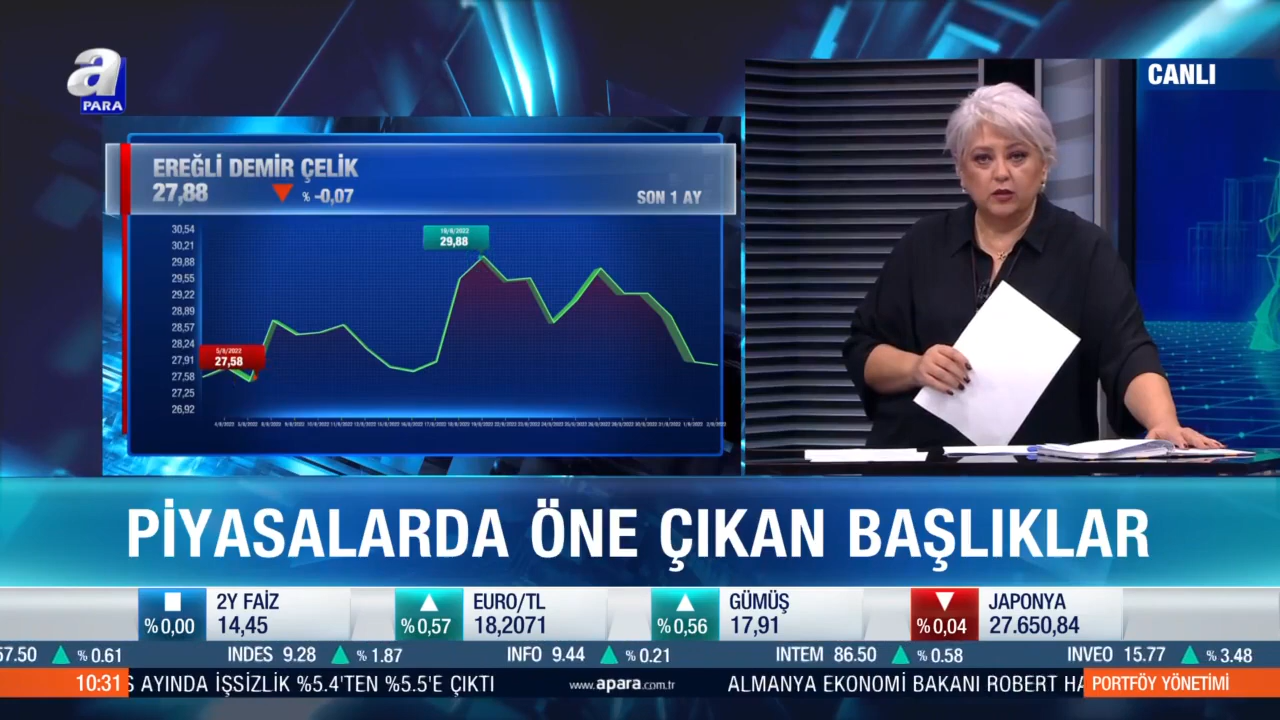 a
PARA
CANLI
EREĞLİ DEMİR ÇELİK
27,88
% -0,07
SON 1 AY
30,54
30,21
29,88
29,55
29,22
28,89
28,57
28,24
27,91
27,58
27,25
26,92
18/8/2022
29,88
5/8/2022
27,58
PİYASALARDA ÖNE ÇIKAN BAŞLIKLAR
% 0,00
2Y FAİZ
14,45
% 0,57
EURO/TL
18,2071
% 0,56
GÜMÜŞ
17,91
% 0,04
JAPONYA
27.650,84
57.50 % 0.61 INDES 9.28 % 1.87 INFO 9.44 % 0.21 INTEM 86.50 % 0.58 INVEO 15.77 % 3.48
10:31 S AYINDA İŞSİZLİK %5.4'TEN %5.5'E ÇIKTI www.apara.com.tr ALMANYA EKONOMİ BAKANI ROBERT HA PORTFÖY YÖNETİMİ